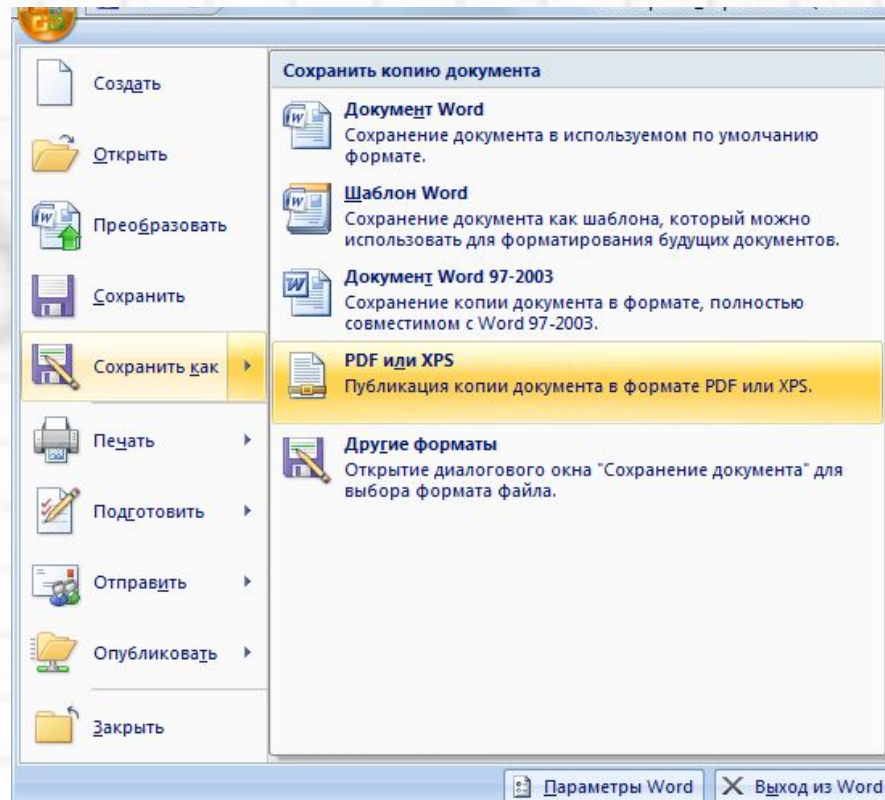 Создать
Открыть
Преобразовать
Сохранить
Сохранить как
Печать
Подготовить
Отправить
Опубликовать
Закрыть
Сохранить копию документа
Документ Word
Сохранение документа в используемом по умолчанию
формате.
Шаблон Word
Сохранение документа как шаблона, который можно
использовать для форматирования будущих документов.
Документ Word 97-2003
Сохранение копии документа в формате, полностью
совместимом с Word 97-2003.
PDF или XPS
Публикация копии документа в формате PDF или XPS.
Другие форматы
Открытие диалогового окна "Сохранение документа" для
выбора формата файла.
Параметры Word
Выход из Word